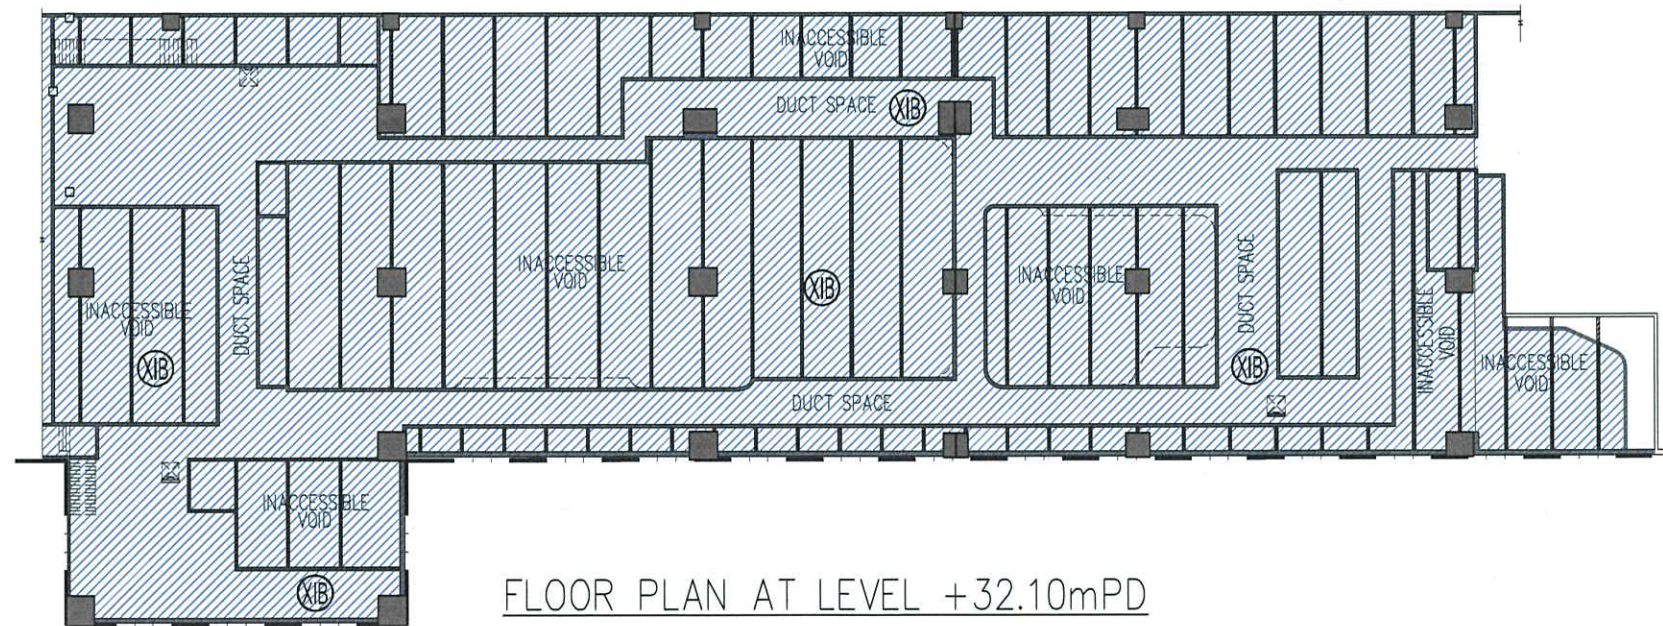 INACCESSIBLE
VOID
DUCT SPACE
XIB
DUCT SPACE
INACCESSIBLE
VOID
XIB
INACCESSIBLE
VOID
XIB
INACCESSIBLE
VOID
DUCT SPACE
XIB
INACCESSIBLE
VOID
INACCESSIBLE
VOID
DUCT SPACE
INACCESSIBLE
VOID
XIB
FLOOR PLAN AT LEVEL +32.10mPD